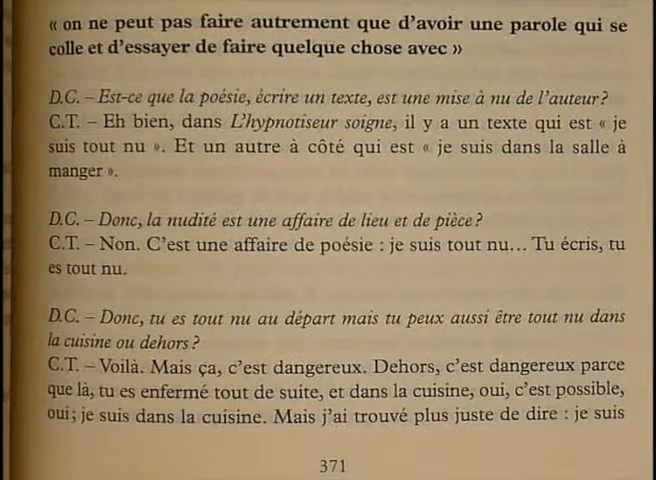 « on ne peut pas faire autrement que d'avoir une parole qui se
colle et d'essayer de faire quelque chose avec »
D.C. – Est-ce que la poésie, écrire un texte, est une mise à nu de l'auteur ?
C.T. – Eh bien, dans L'hypnotiseur soigne, il y a un texte qui est « je
suis tout nu ». Et un autre à côté qui est « je suis dans la salle à
manger ».
D.C. – Donc, la nudité est une affaire de lieu et de pièce ?
C.T. – Non. C'est une affaire de poésie : je suis tout nu... Tu écris, tu
es tout nu.
D.C. – Donc, tu es tout nu au départ mais tu peux aussi être tout nu dans
la cuisine ou dehors ?
C.T. – Voilà. Mais ça, c'est dangereux. Dehors, c'est dangereux parce
que là, tu es enfermé tout de suite, et dans la cuisine, oui, c'est possible,
oui ; je suis dans la cuisine. Mais j'ai trouvé plus juste de dire : je suis
371